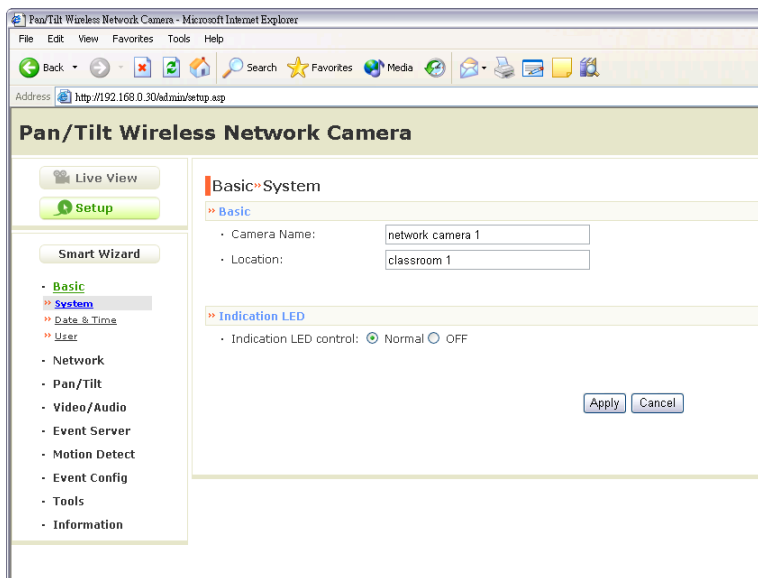 Pan/Tilt Wireless Network Camera - Microsoft Internet Explorer
File Edit View Favorites Tools Help
Back Search Favorites Media
Address http://192.168.0.30/admin/setup.asp
Pan/Tilt Wireless Network Camera
Live View
Setup
Smart Wizard
· Basic
» System
» Date & Time
» User
· Network
· Pan/Tilt
· Video/Audio
· Event Server
· Motion Detect
· Event Config
· Tools
· Information
Basic»System
» Basic
· Camera Name: network camera 1
· Location: classroom 1
» Indication LED
· Indication LED control: Normal OFF
Apply Cancel